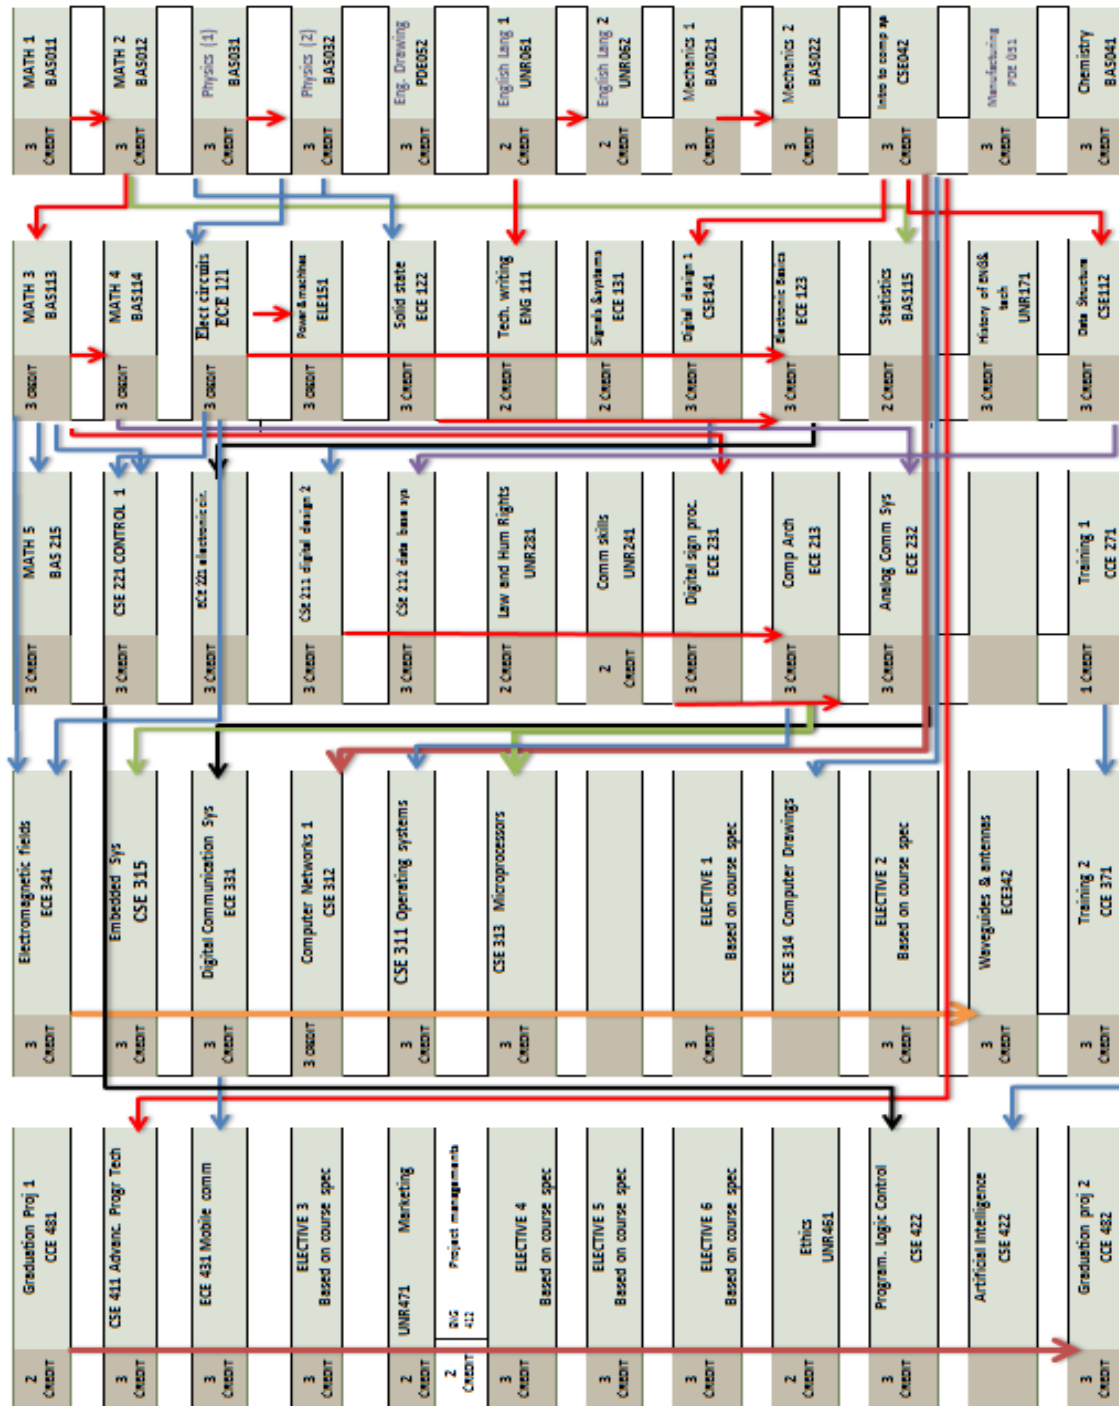 MATH 1
BAS011
3
CREDIT
MATH 2
BAS012
3
CREDIT
Physics (1)
BAS031
3
CREDIT
Physics (2)
BAS032
3
CREDIT
Eng. Drawing
PDE052
3
CREDIT
English Lang 1
UNR061
2
CREDIT
English Lang 2
UNR062
2
CREDIT
Mechanics 1
BAS021
3
CREDIT
Mechanics 2
BAS022
3
CREDIT
Intro to comp sys
CSE042
3
CREDIT
Manufacturing
PDE 051
3
CREDIT
Chemistry
BAS041
3
CREDIT
MATH 3
BAS113
3 CREDIT
MATH 4
BAS114
3 CREDIT
Elect circuits
ECE 121
3 CREDIT
Power & machines
ELE151
3 CREDIT
Solid state
ECE 122
3 CREDIT
Tech. writing
ENG 111
2 CREDIT
Signals & systems
ECE 131
2 CREDIT
Digital design 1
CSE141
3 CREDIT
Electronic Basics
ECE 123
3 CREDIT
Statistics
BAS115
2 CREDIT
History of ENG&
tech
UNR171
3 CREDIT
Data Structure
CSE112
3 CREDIT
MATH 5
BAS 215
3 CREDIT
CSE 221 CONTROL 1
3 CREDIT
eCe 221 electronic cir.
3 CREDIT
CSe 211 digital design 2
3 CREDIT
CSe 212 data base sys
3 CREDIT
Law and Hum Rights
UNR281
2 CREDIT
Comm skills
UNR241
2
CREDIT
Digital sign proc.
ECE 231
3 CREDIT
Comp Arch
ECE 213
3 CREDIT
Analog Comm Sys
ECE 232
3 CREDIT
Training 1
CCE 271
1 CREDIT
Electromagnetic fields
ECE 341
3
CREDIT
Embedded Sys
CSE 315
3
CREDIT
Digital Communication Sys
ECE 331
3
CREDIT
Computer Networks 1
CSE 312
3 CREDIT
CSE 311 Operating systems
3
CREDIT
CSE 313 Microprocessors
3
CREDIT
ELECTIVE 1
Based on course spec
3
CREDIT
CSE 314 Computer Drawings
ELECTIVE 2
Based on course spec
3
CREDIT
Waveguides & antennas
ECE342
3
CREDIT
Training 2
CCE 371
3
CREDIT
Graduation Proj 1
CCE 481
2
CREDIT
CSE 411 Advanc. Progr Tech
3
CREDIT
ECE 431 Mobile comm
3
CREDIT
ELECTIVE 3
Based on course spec
3
CREDIT
UNR471 Marketing
2
CREDIT
Project managements
ENG
412
2
CREDIT
ELECTIVE 4
Based on course spec
3
CREDIT
ELECTIVE 5
Based on course spec
3
CREDIT
ELECTIVE 6
Based on course spec
3
CREDIT
Ethics
UNR461
2
CREDIT
Program. Logic Control
CSE 422
3
CREDIT
Artificial Intelligence
CSE 422
Graduation proj 2
CCE 482
3
CREDIT